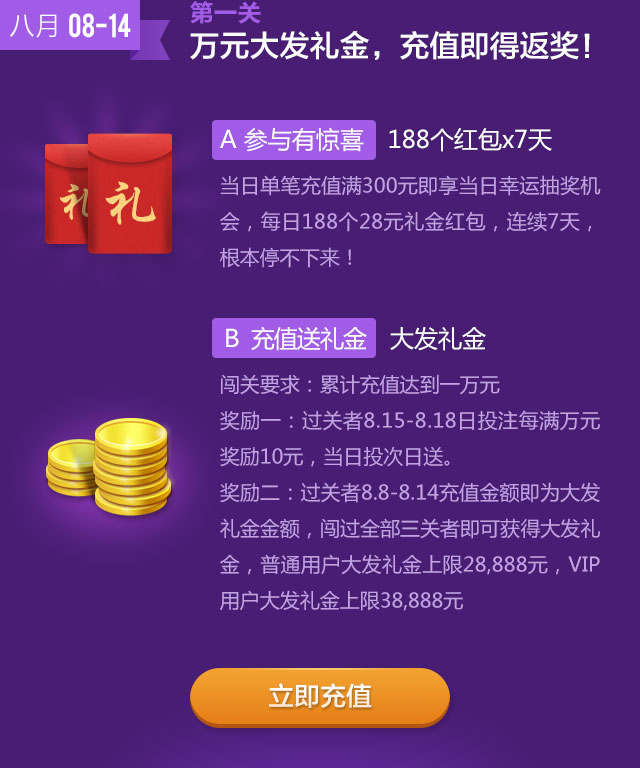 八月 08-14
第一关
万元大发礼金，充值即得返奖！
礼 礼
A 参与有惊喜 188个红包x7天
当日单笔充值满300元即享当日幸运抽奖机
会，每日188个28元礼金红包，连续7天，
根本停不下来！
B 充值送礼金 大发礼金
闯关要求：累计充值达到一万元
奖励一：过关者8.15-8.18日投注每满万元
奖励10元，当日投次日送。
奖励二：过关者8.8-8.14充值金额即为大发
礼金金额，闯过全部三关者即可获得大发礼
金，普通用户大发礼金上限28,888元，VIP
用户大发礼金上限38,888元
立即充值